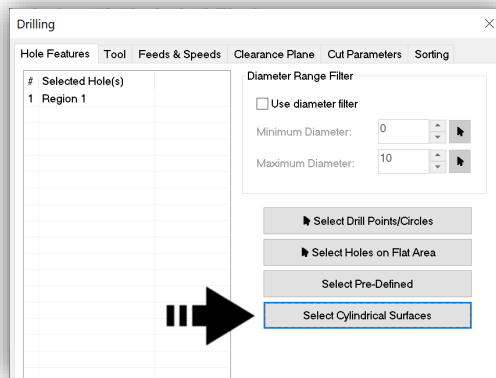 Drilling
Hole Features Tool Feeds & Speeds Clearance Plane Cut Parameters Sorting
# Selected Hole(s)
1 Region 1
Diameter Range Filter
Use diameter filter
Minimum Diameter: 0
Maximum Diameter: 10
Select Drill Points/Circles
Select Holes on Flat Area
Select Pre-Defined
Select Cylindrical Surfaces